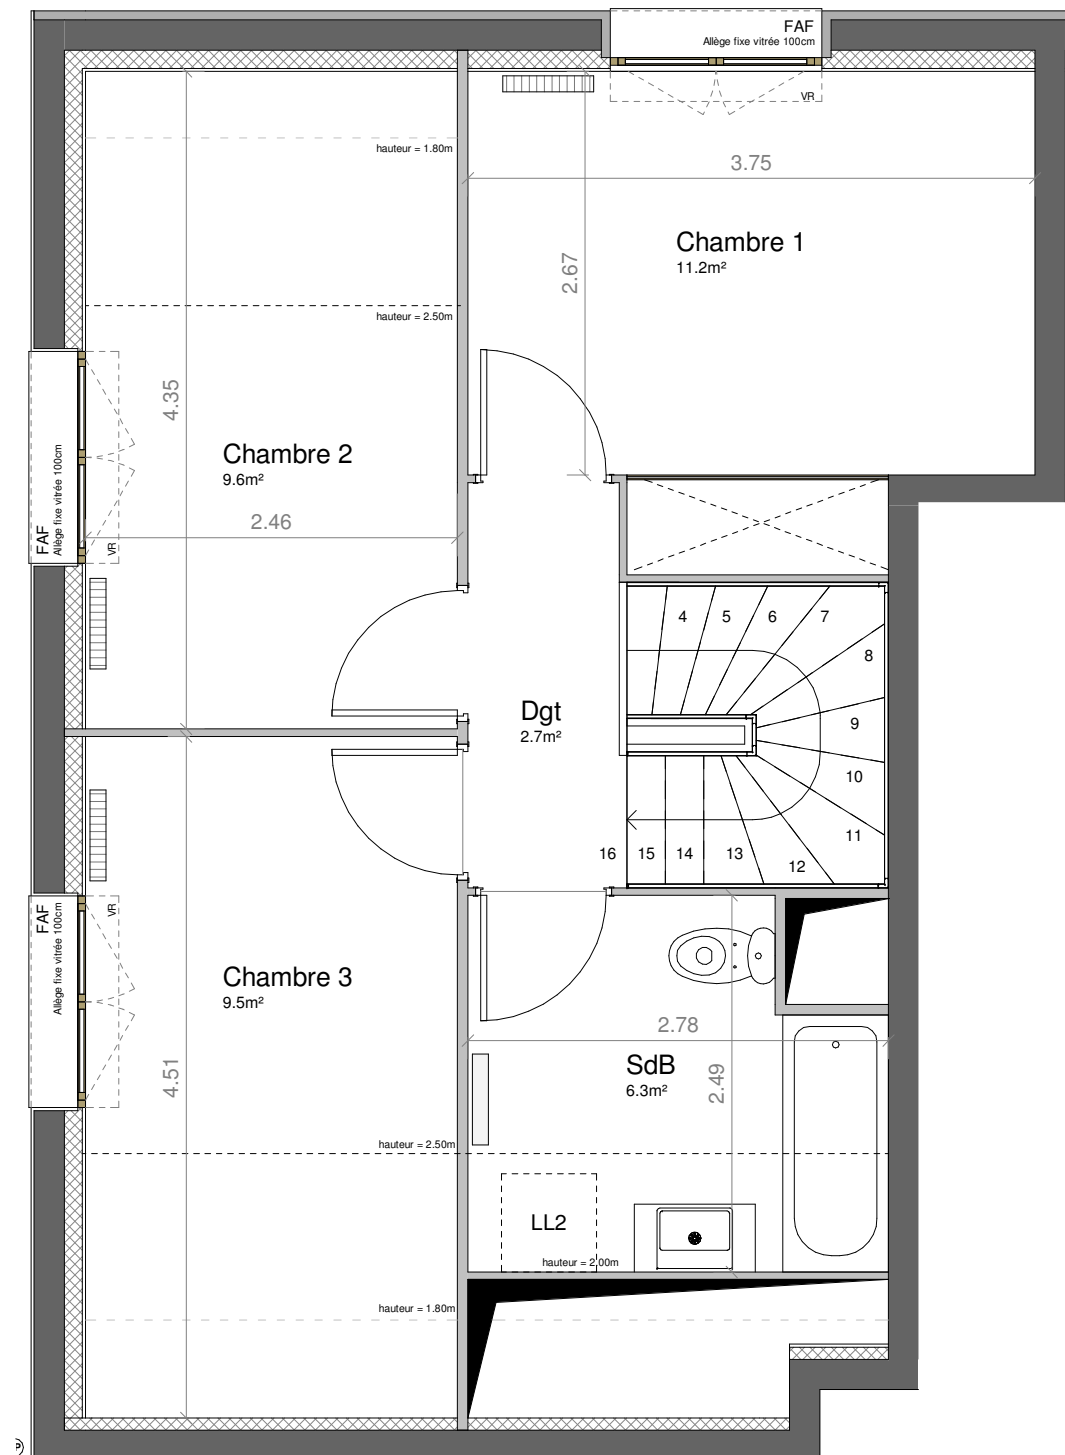 FAF
Allège fixe vitrée 100cm
VR
hauteur = 1.80m
3.75
Chambre 1
11.2m²
2.67
hauteur = 2.50m
4.35
Chambre 2
9.6m²
2.46
FAF
Allège fixe vitrée 100cm
VR
4
5
6
7
8
9
10
11
12
13
14
15
16
Dgt
2.7m²
FAF
Allège fixe vitrée 100cm
VR
Chambre 3
9.5m²
4.51
2.78
SdB
6.3m²
2.49
hauteur = 2.50m
LL2
hauteur = 2.00m
hauteur = 1.80m